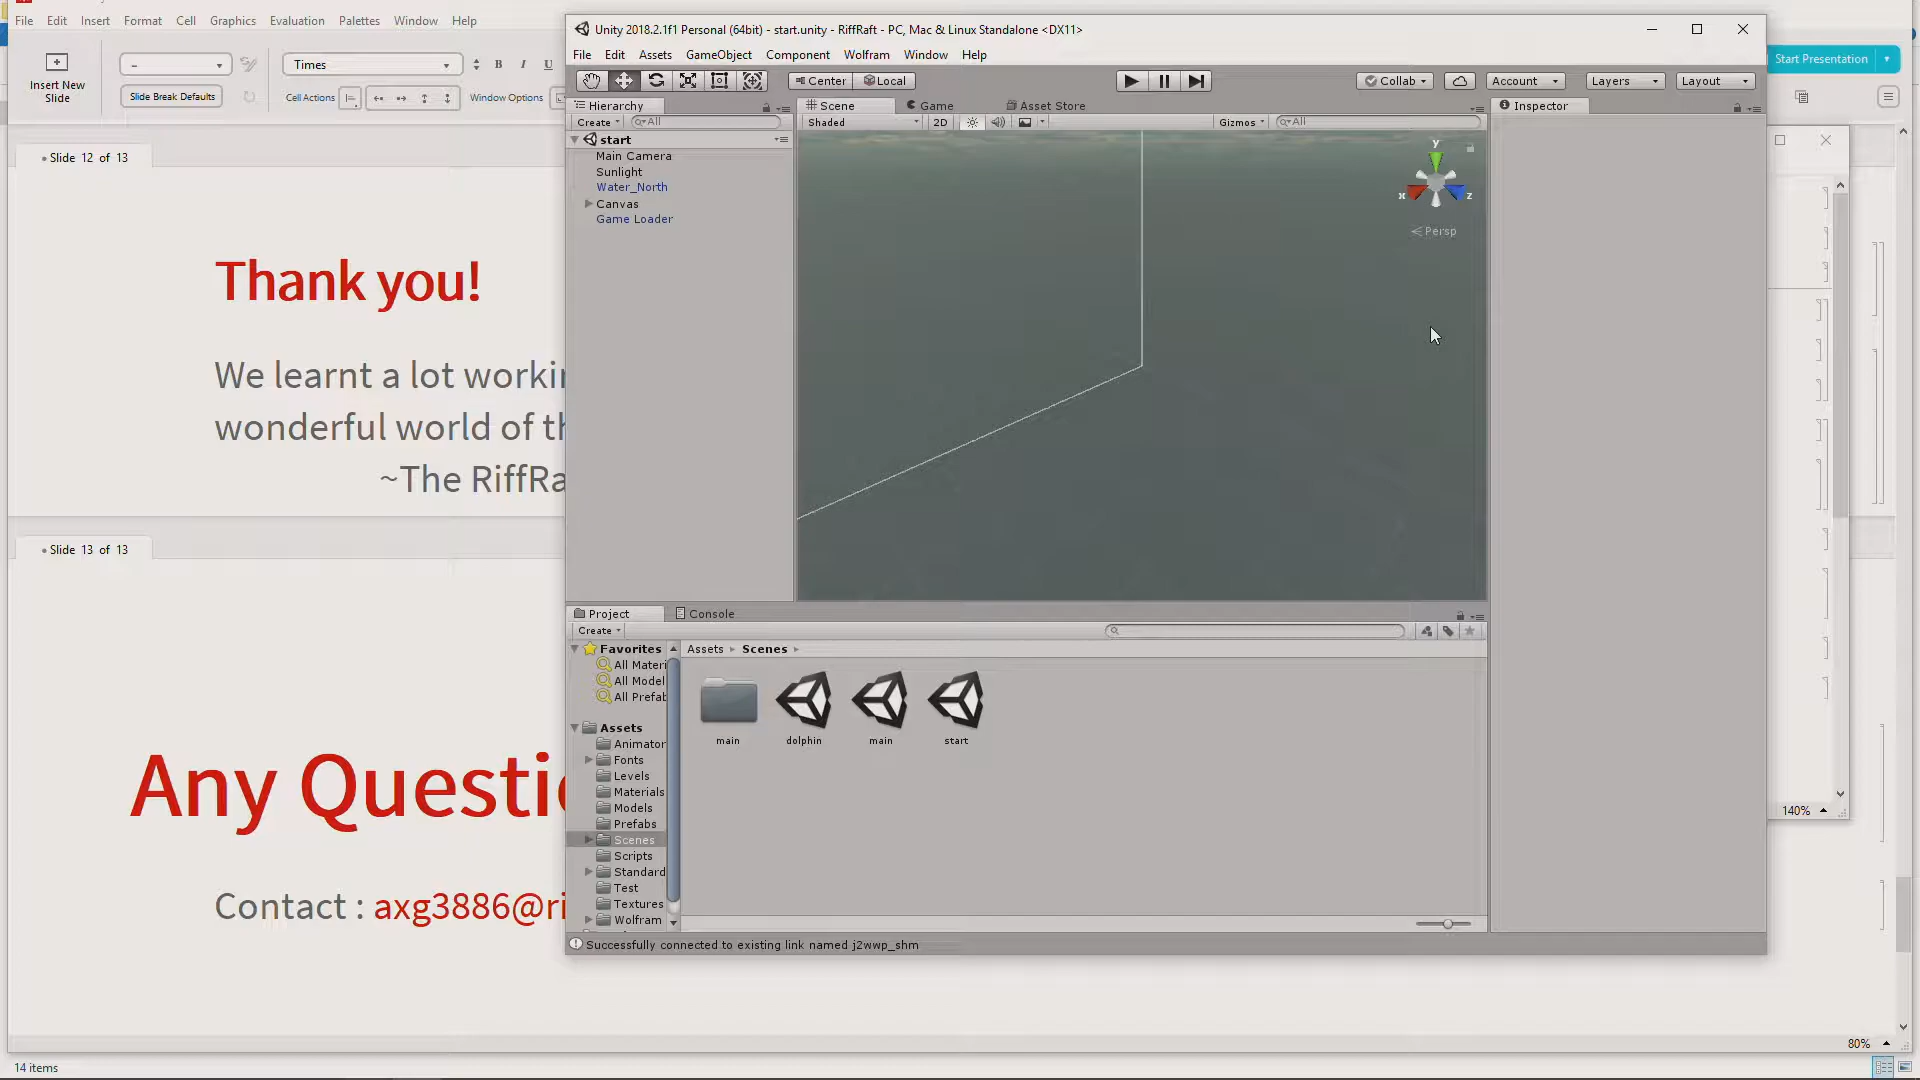 File Edit Insert Format Cell Graphics Evaluation Palettes Window Help
Insert New Slide
Slide Break Defaults
Times
B I U
Cell Actions
Window Options
Start Presentation
Slide 12 of 13
Thank you!
We learnt a lot workin
wonderful world of th
~The RiffRa
Slide 13 of 13
Any Questi
Contact : axg3886@ri
14 items
80%
140%
Unity 2018.2.1f1 Personal (64bit) - start.unity - RiffRaft - PC, Mac & Linux Standalone <DX11>
File Edit Assets GameObject Component Wolfram Window Help
Center Local
Collab Account Layers Layout
Hierarchy
Create All
start
Main Camera
Sunlight
Water_North
Canvas
Game Loader
Scene Game Asset Store
Shaded 2D Gizmos All
y
x z
Persp
Inspector
Project Console
Create
Favorites
All Materi
All Model
All Prefab
Assets
Animator
Fonts
Levels
Materials
Models
Prefabs
Scenes
Scripts
Standard
Test
Textures
Wolfram
Assets Scenes
main dolphin main start
Successfully connected to existing link named j2wwp_shm